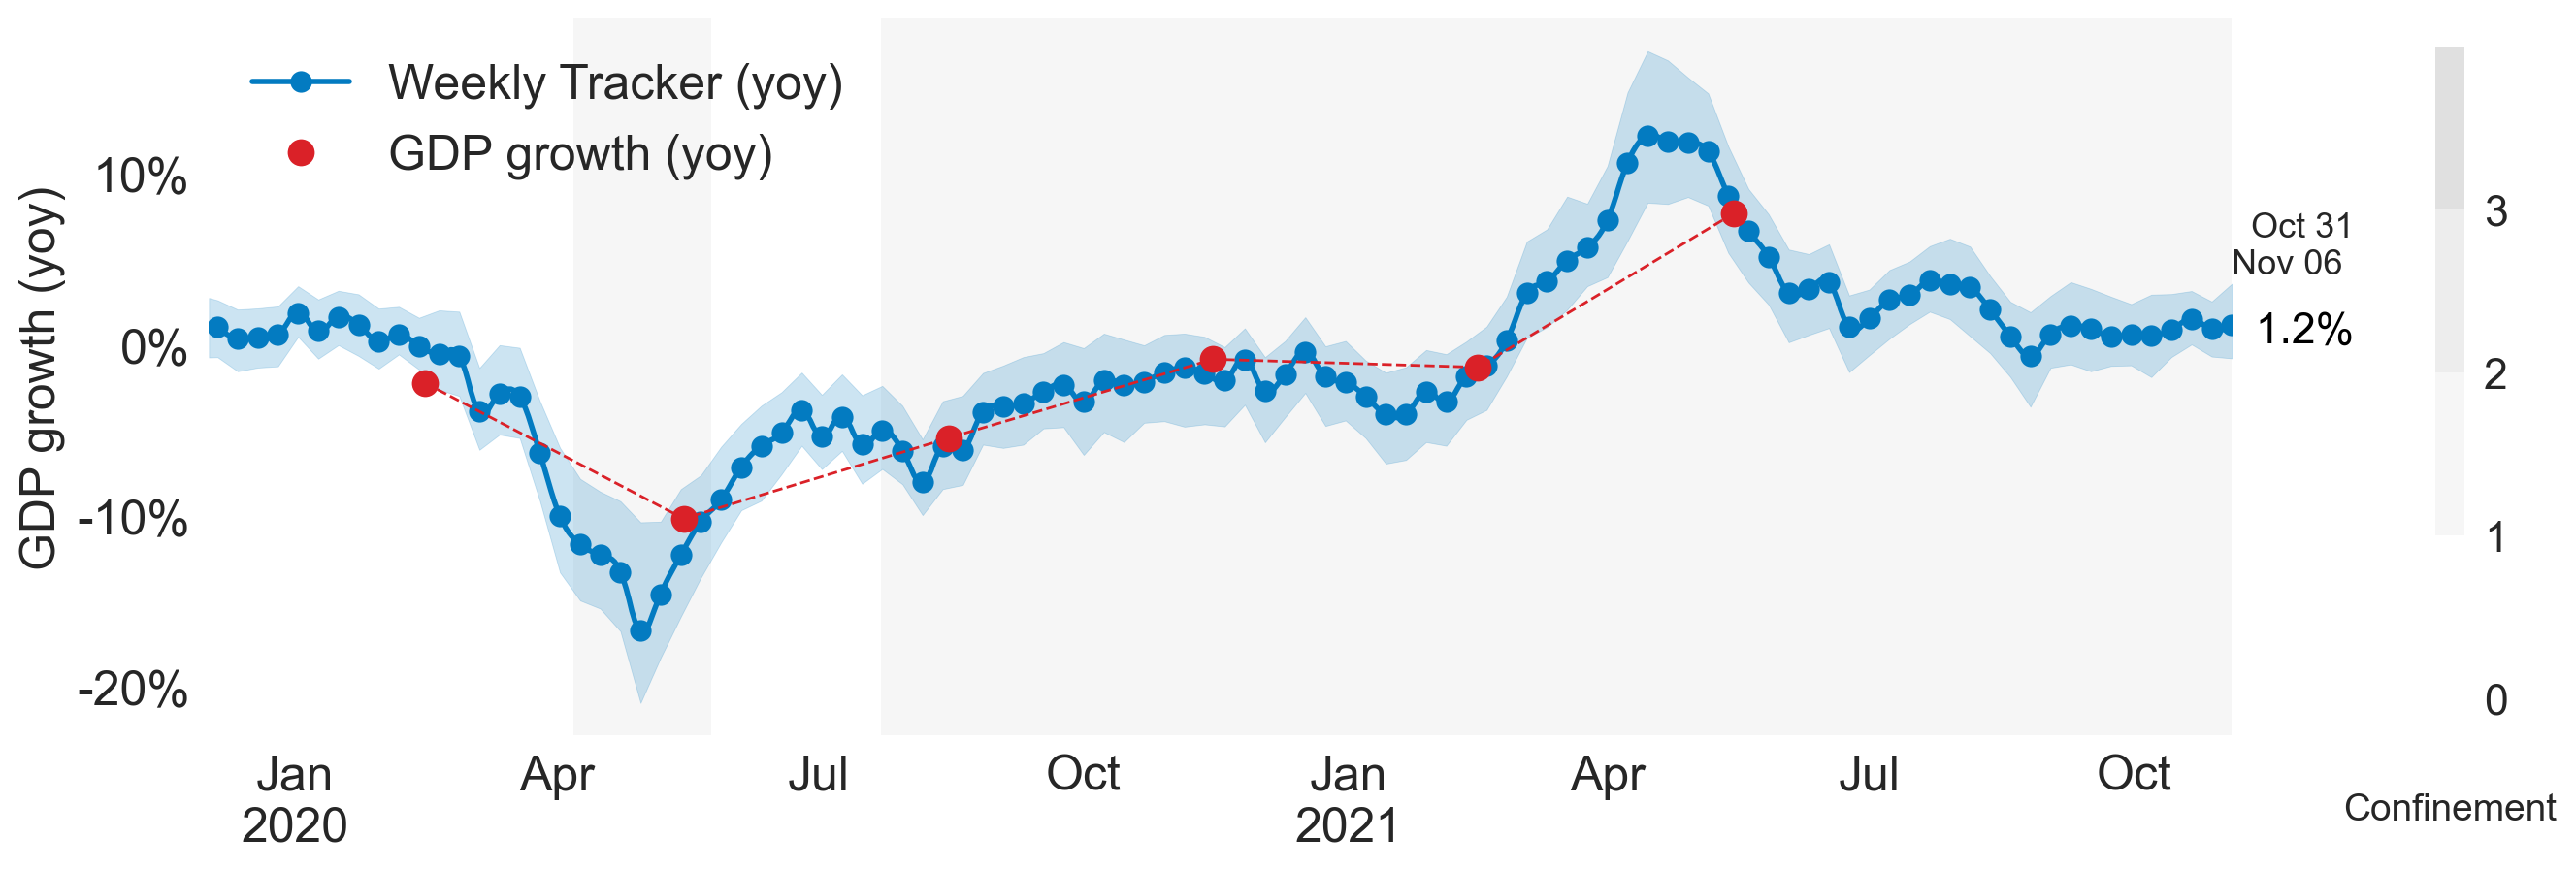 Weekly Tracker (yoy)
GDP growth (yoy)
GDP growth (yoy)
10%
0%
-10%
-20%
Jan
2020
Apr
Jul
Oct
Jan
2021
Apr
Jul
Oct
Oct 31
Nov 06
1.2%
3
2
1
0
Confinement